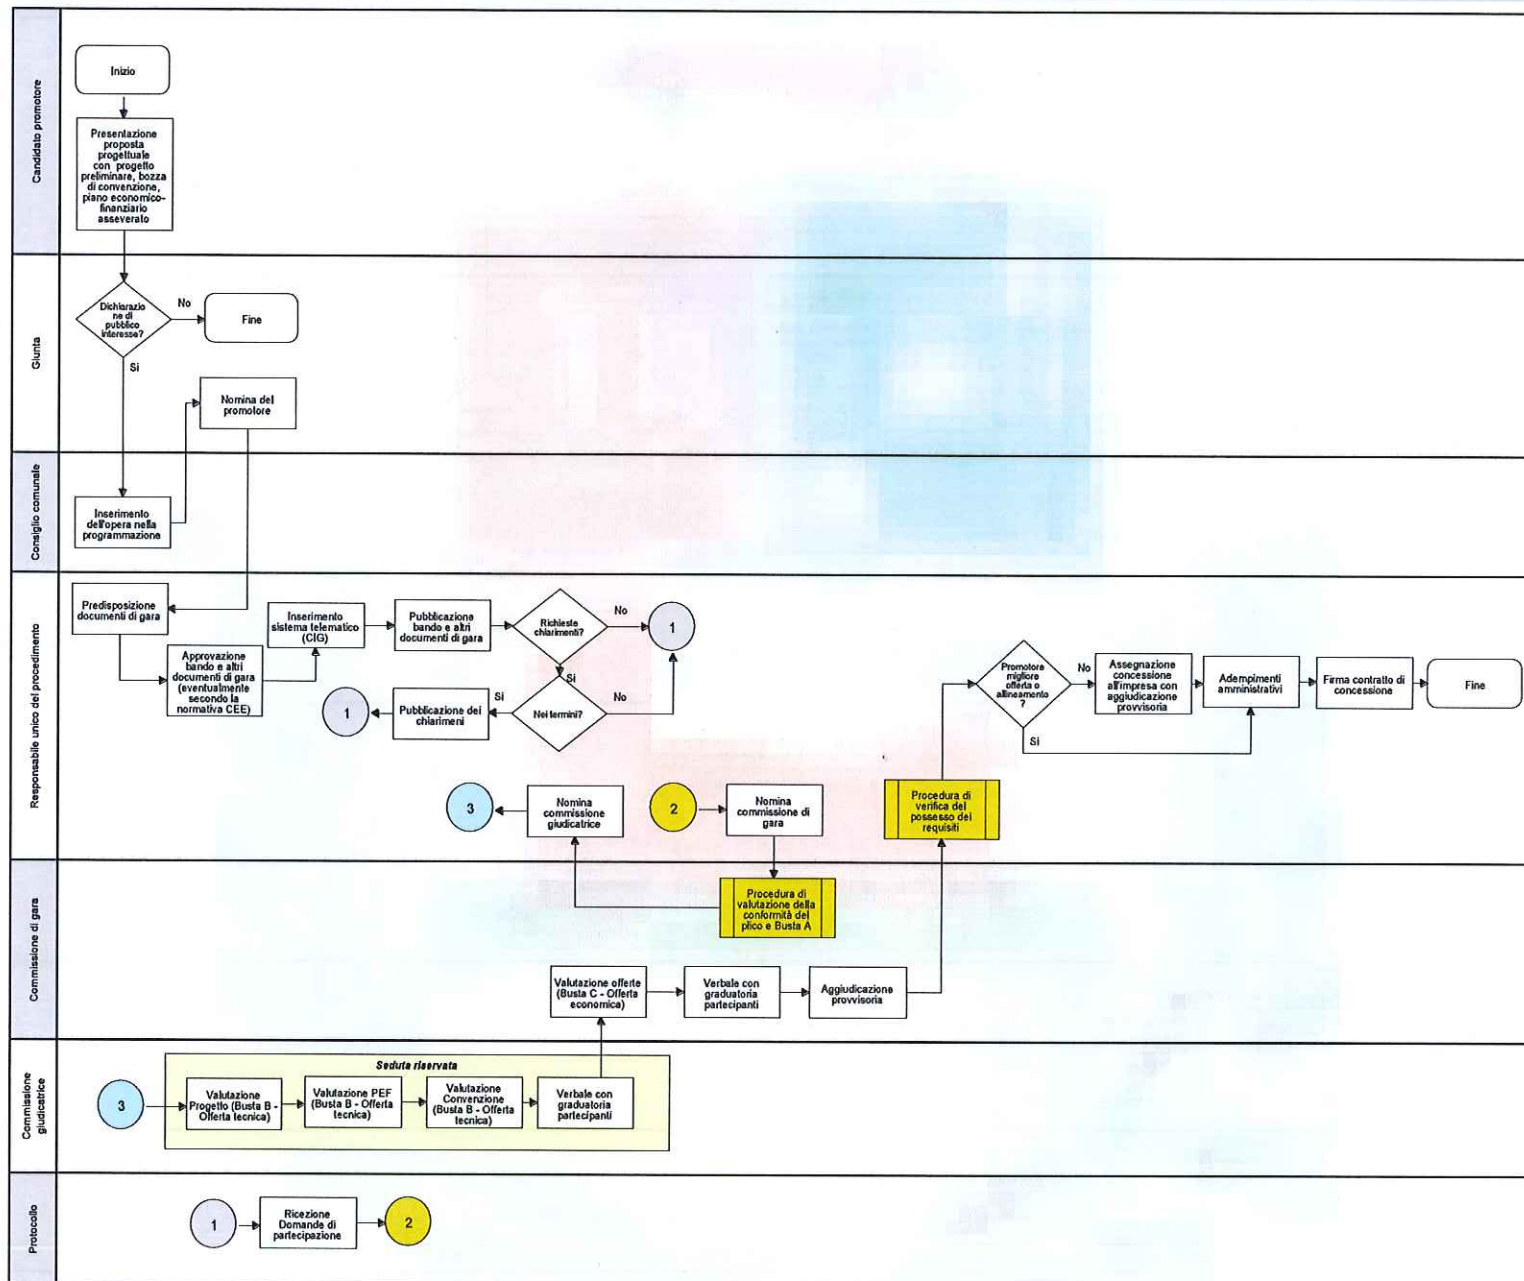 Candidato promotore
Inizio
Presentazione
proposta
progettuale
con progetto
preliminare, bozza
di convenzione,
piano economico-
finanziario
asseverato
Giunta
Dichiarazio
ne di
pubblico
interesse?
No
Fine
Si
Nomina del
promotore
Consiglio comunale
Inserimento
dell'opera nella
programmazione
Responsabile unico del procedimento
Predisposizione
documenti di gara
Approvazione
bando e altri
documenti di gara
(eventualmente
secondo la
normativa CEE)
Inserimento
sistema telematico
(CIG)
Pubblicazione
bando e altri
documenti di gara
Richieste
chiarimenti?
No
1
Si
Nei termini?
No
Si
Pubblicazione dei
chiarimeni
1
Promotore
migliore
offerta o
allineamento
?
No
Assegnazione
concessione
all'impresa con
aggiudicazione
provvisoria
Adempimenti
amministrativi
Firma contratto di
concessione
Fine
Si
3
Nomina
commissione
giudicatrice
2
Nomina
commissione di
gara
Procedura di
verifica del
possesso dei
requisiti
Commissione di gara
Procedura di
valutazione della
conformità del
plico e Busta A
Valutazione offerte
(Busta C - Offerta
economica)
Verbale con
graduatoria
partecipanti
Aggiudicazione
provvisoria
Commissione
giudicatrice
Seduta riservata
3
Valutazione
Progetto (Busta B -
Offerta tecnica)
Valutazione PEF
(Busta B - Offerta
tecnica)
Valutazione
Convenzione
(Busta B - Offerta
tecnica)
Verbale con
graduatoria
partecipanti
Protocollo
1
Ricezione
Domande di
partecipazione
2